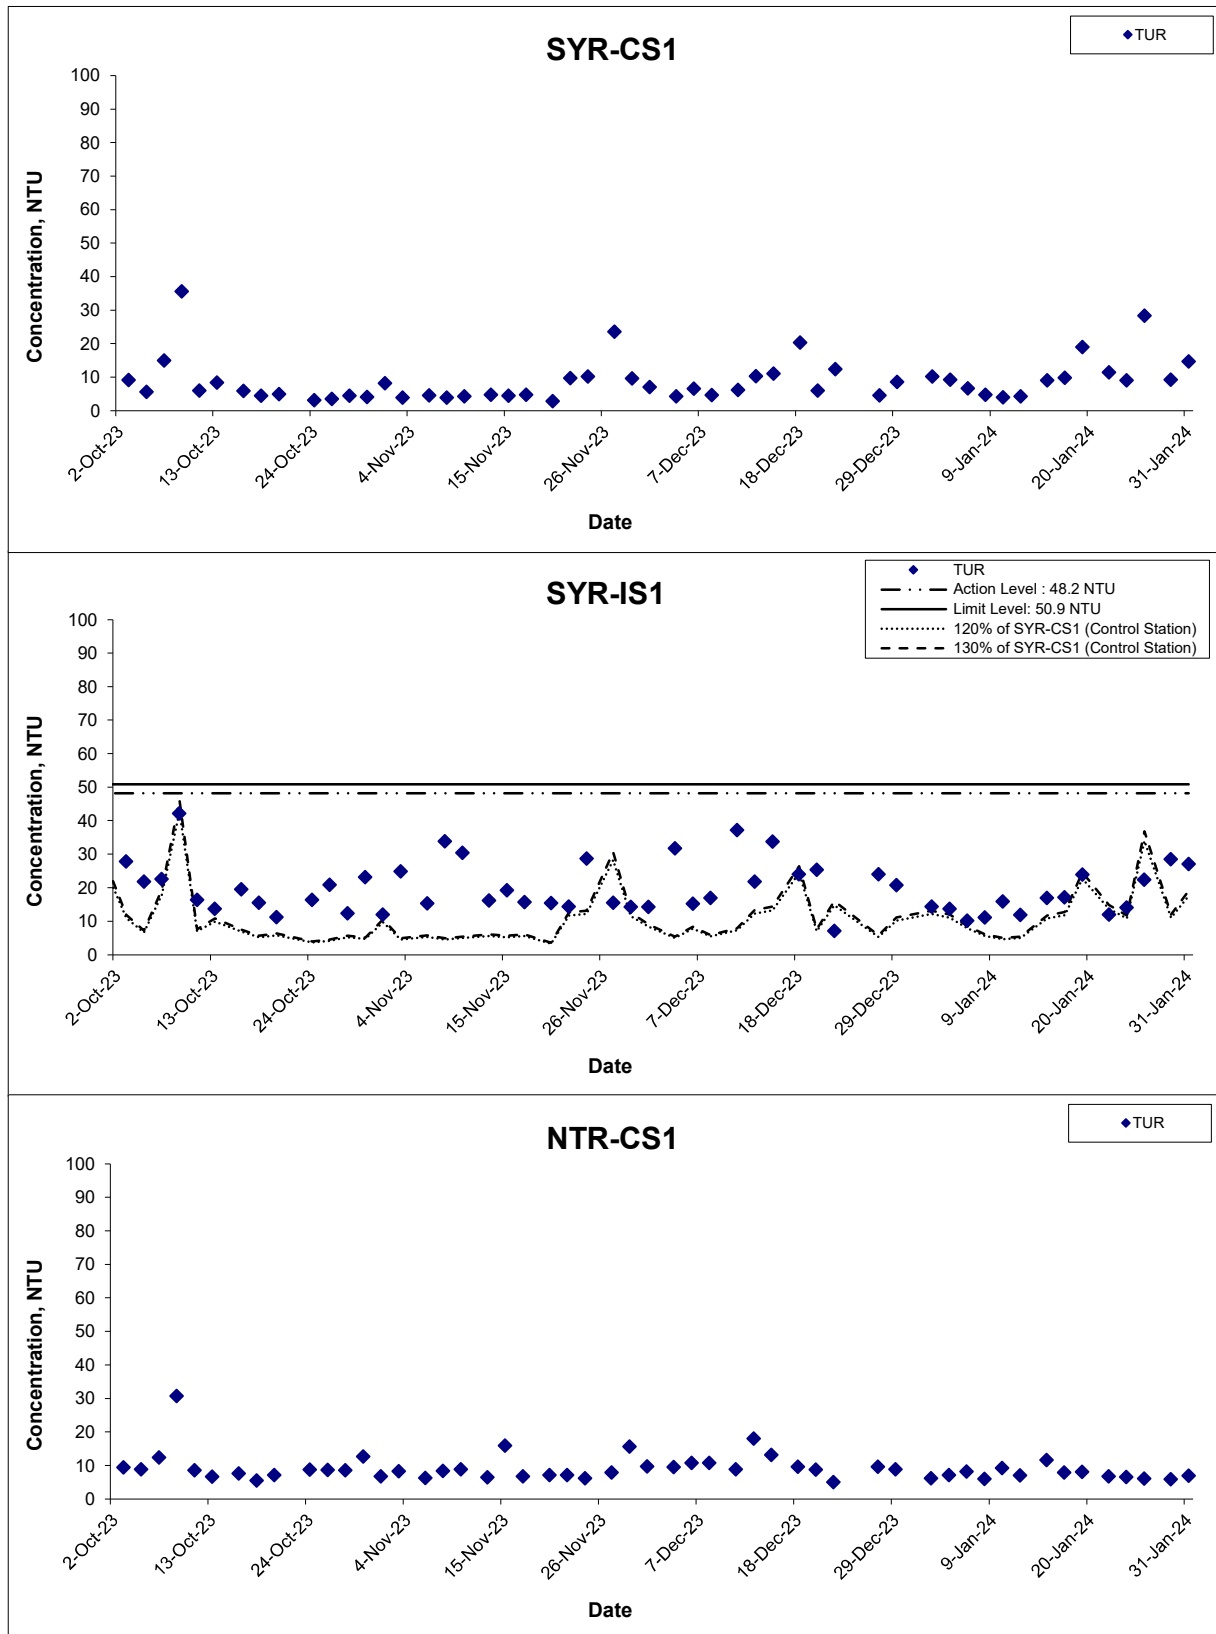 SYR-CS1
TUR
Concentration, NTU
100
90
80
70
60
50
40
30
20
10
0
2-Oct-23
13-Oct-23
24-Oct-23
4-Nov-23
15-Nov-23
26-Nov-23
7-Dec-23
18-Dec-23
29-Dec-23
9-Jan-24
20-Jan-24
31-Jan-24
Date
SYR-IS1
TUR
Action Level : 48.2 NTU
Limit Level: 50.9 NTU
120% of SYR-CS1 (Control Station)
130% of SYR-CS1 (Control Station)
Concentration, NTU
100
90
80
70
60
50
40
30
20
10
0
2-Oct-23
13-Oct-23
24-Oct-23
4-Nov-23
15-Nov-23
26-Nov-23
7-Dec-23
18-Dec-23
29-Dec-23
9-Jan-24
20-Jan-24
31-Jan-24
Date
NTR-CS1
TUR
Concentration, NTU
100
90
80
70
60
50
40
30
20
10
0
2-Oct-23
13-Oct-23
24-Oct-23
4-Nov-23
15-Nov-23
26-Nov-23
7-Dec-23
18-Dec-23
29-Dec-23
9-Jan-24
20-Jan-24
31-Jan-24
Date